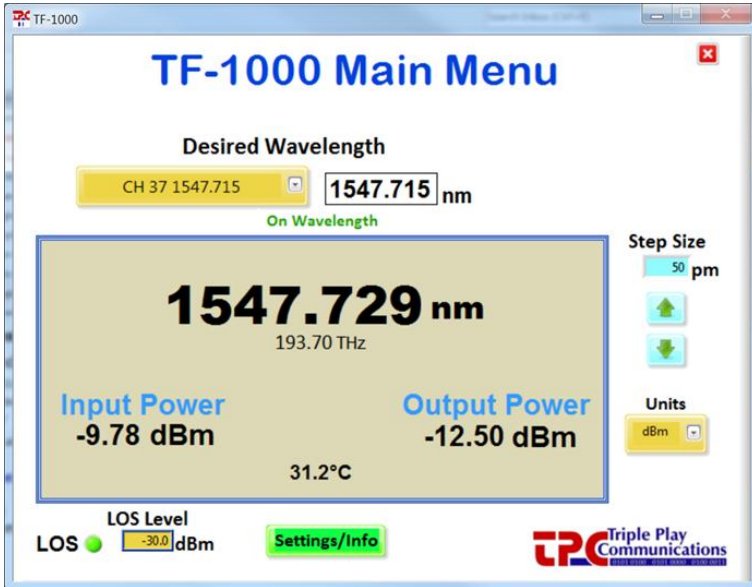 TF-1000
TF-1000 Main Menu
Desired Wavelength
CH 37 1547.715
1547.715 nm
On Wavelength
Step Size
50 pm
1547.729 nm
193.70 THz
Input Power
-9.78 dBm
Output Power
-12.50 dBm
31.2°C
Units
dBm
LOS Level
LOS
-30.0 dBm
Settings/Info
TPC
Triple Play
Communications